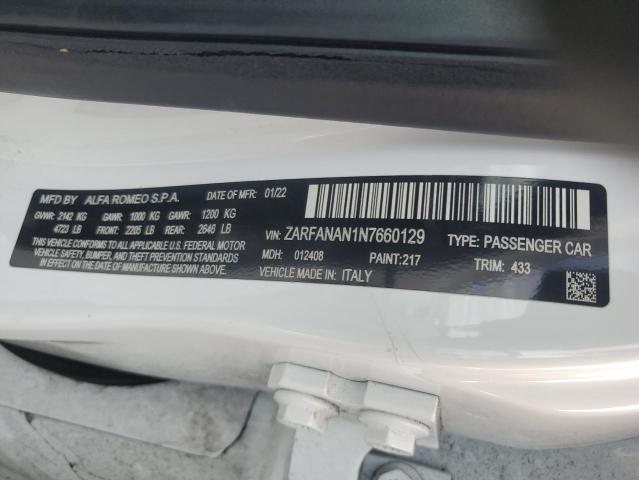 MFD BY ALFA ROMEO S.P.A. DATE OF MFR: 01/22
GVWR: 2142 KG GAWR: 1000 KG GAWR: 1200 KG
4723 LB FRONT: 2205 LB REAR: 2646 LB
THIS VEHICLE CONFORMS TO ALL APPLICABLE U.S. FEDERAL MOTOR
VEHICLE SAFETY, BUMPER, AND THEFT PREVENTION STANDARDS IN
EFFECT ON THE DATE OF MANUFACTURE SHOWN ABOVE.
VIN: ZARFANAN1N7660129 TYPE: PASSENGER CAR
MDH: 012408 PAINT: 217 TRIM: 433
VEHICLE MADE IN: ITALY